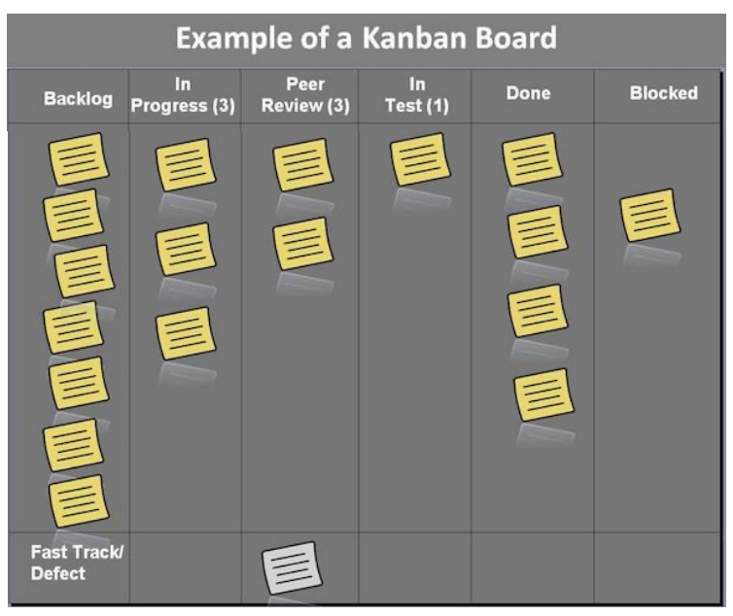 Example of a Kanban Board
Backlog
In
Progress (3)
Peer
Review (3)
In
Test (1)
Done
Blocked
Fast Track/
Defect